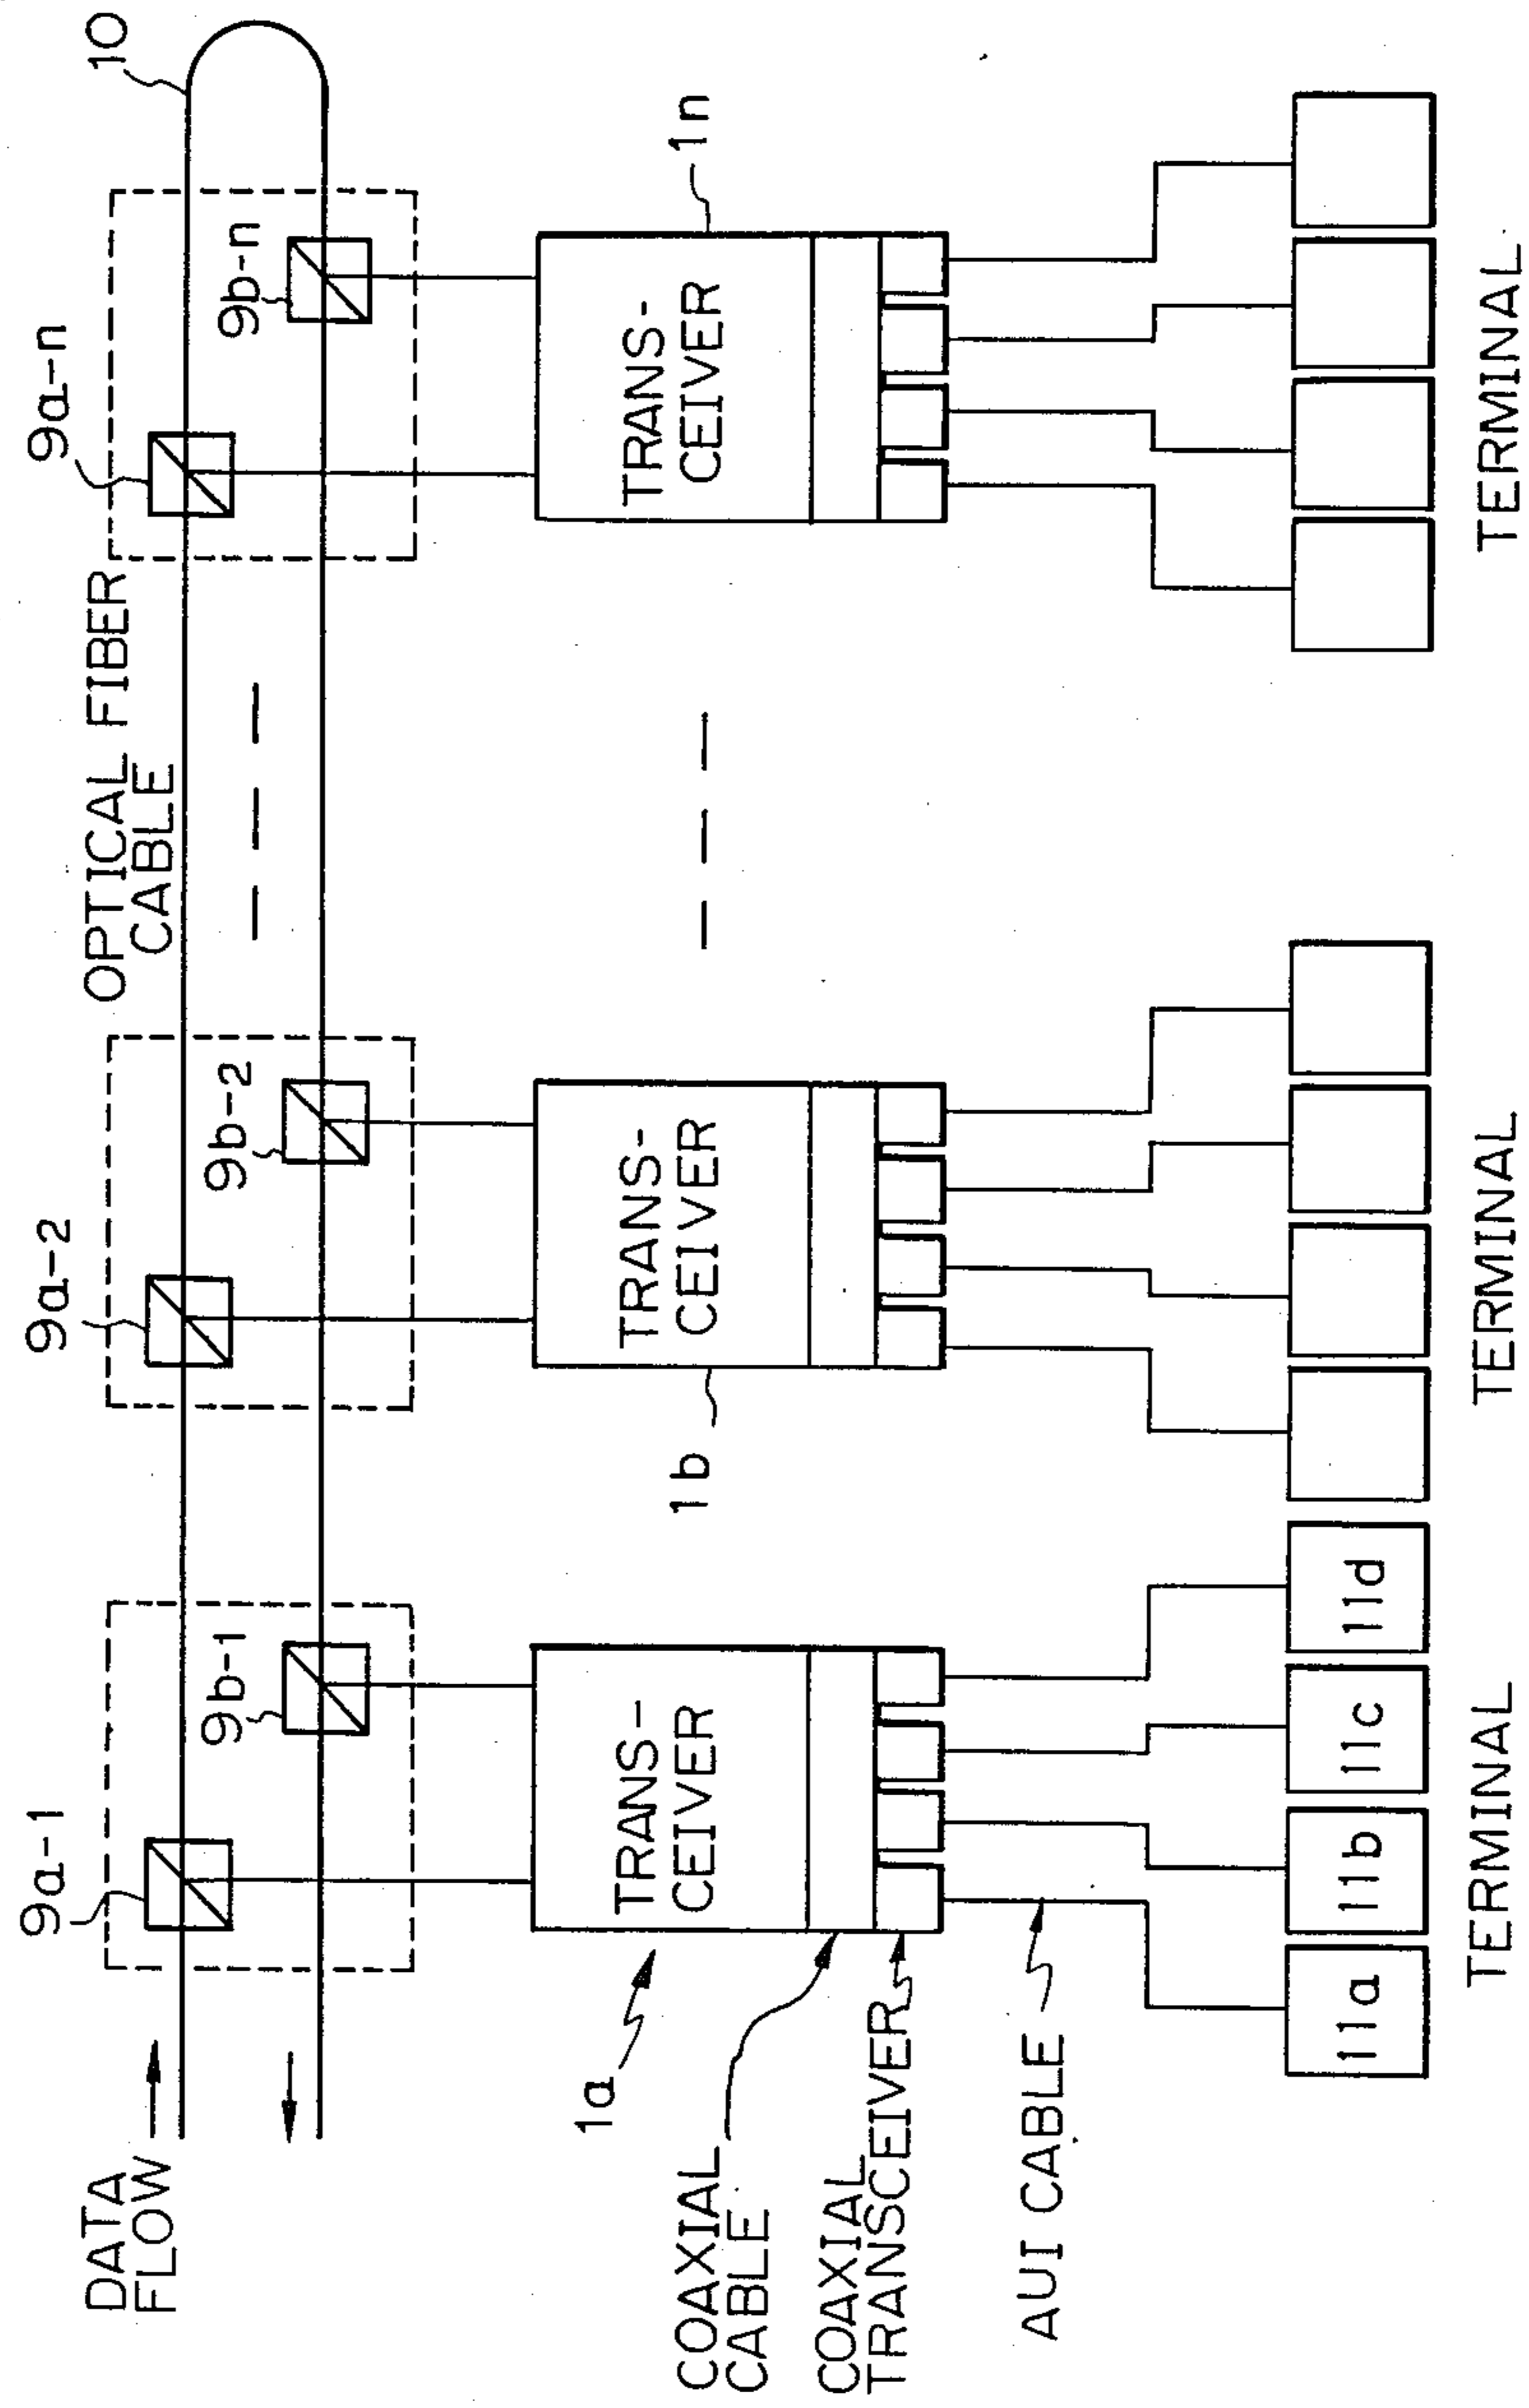 9a-1
9a-2
9a-n
10
DATA
FLOW
OPTICAL FIBER
CABLE
9b-1
9b-2
9b-n
1a
TRANS-
CEIVER
1b
TRANS-
CEIVER
1n
TRANS-
CEIVER
COAXIAL
CABLE
COAXIAL
TRANSCEIVER
AUI CABLE
11a
11b
11c
11d
TERMINAL
TERMINAL
TERMINAL